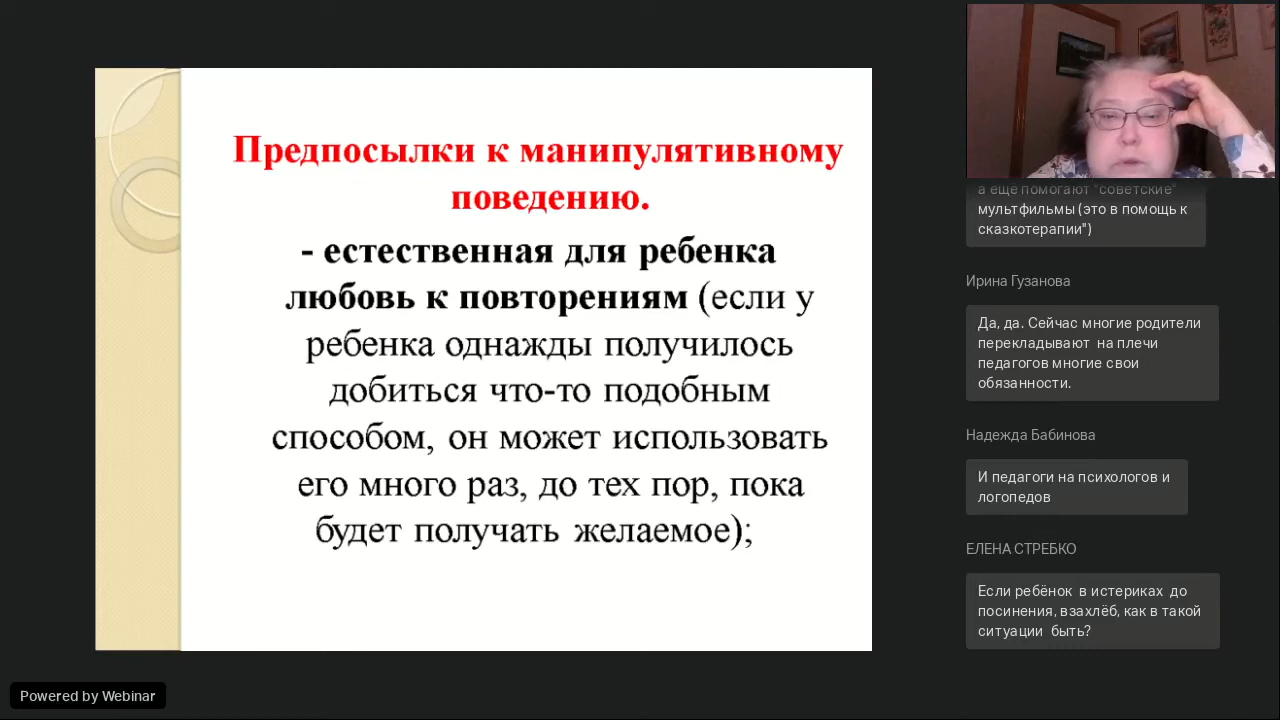 Предпосылки к манипулятивному
поведению.
- естественная для ребенка
любовь к повторениям (если у
ребенка однажды получилось
добиться что-то подобным
способом, он может использовать
его много раз, до тех пор, пока
будет получать желаемое);
а еще помогают "советские"
мультфильмы (это в помощь к
сказкотерапии")
Ирина Гузанова
Да, да. Сейчас многие родители
перекладывают на плечи
педагогов многие свои
обязанности.
Надежда Бабинова
И педагоги на психологов и
логопедов
ЕЛЕНА СТРЕБКО
Если ребёнок в истериках до
посинения, взахлёб, как в такой
ситуации быть?
Powered by Webinar